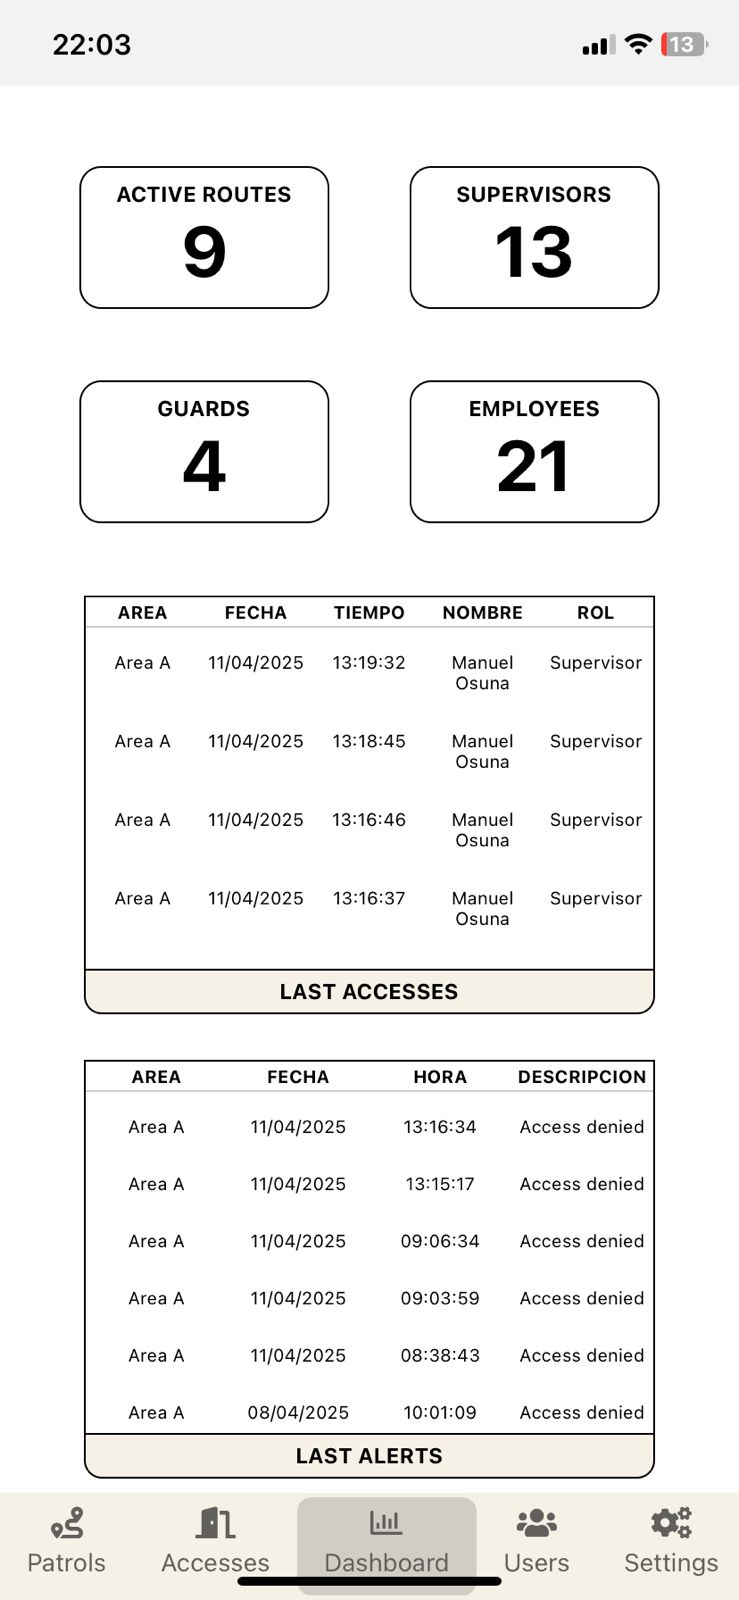 22:03
13
ACTIVE ROUTES
9
SUPERVISORS
13
GUARDS
4
EMPLOYEES
21
AREA FECHA TIEMPO NOMBRE ROL
Area A 11/04/2025 13:19:32 Manuel Supervisor
Osuna
Area A 11/04/2025 13:18:45 Manuel Supervisor
Osuna
Area A 11/04/2025 13:16:46 Manuel Supervisor
Osuna
Area A 11/04/2025 13:16:37 Manuel Supervisor
Osuna
LAST ACCESSES
AREA FECHA HORA DESCRIPCION
Area A 11/04/2025 13:16:34 Access denied
Area A 11/04/2025 13:15:17 Access denied
Area A 11/04/2025 09:06:34 Access denied
Area A 11/04/2025 09:03:59 Access denied
Area A 11/04/2025 08:38:43 Access denied
Area A 08/04/2025 10:01:09 Access denied
LAST ALERTS
Patrols Accesses Dashboard Users Settings